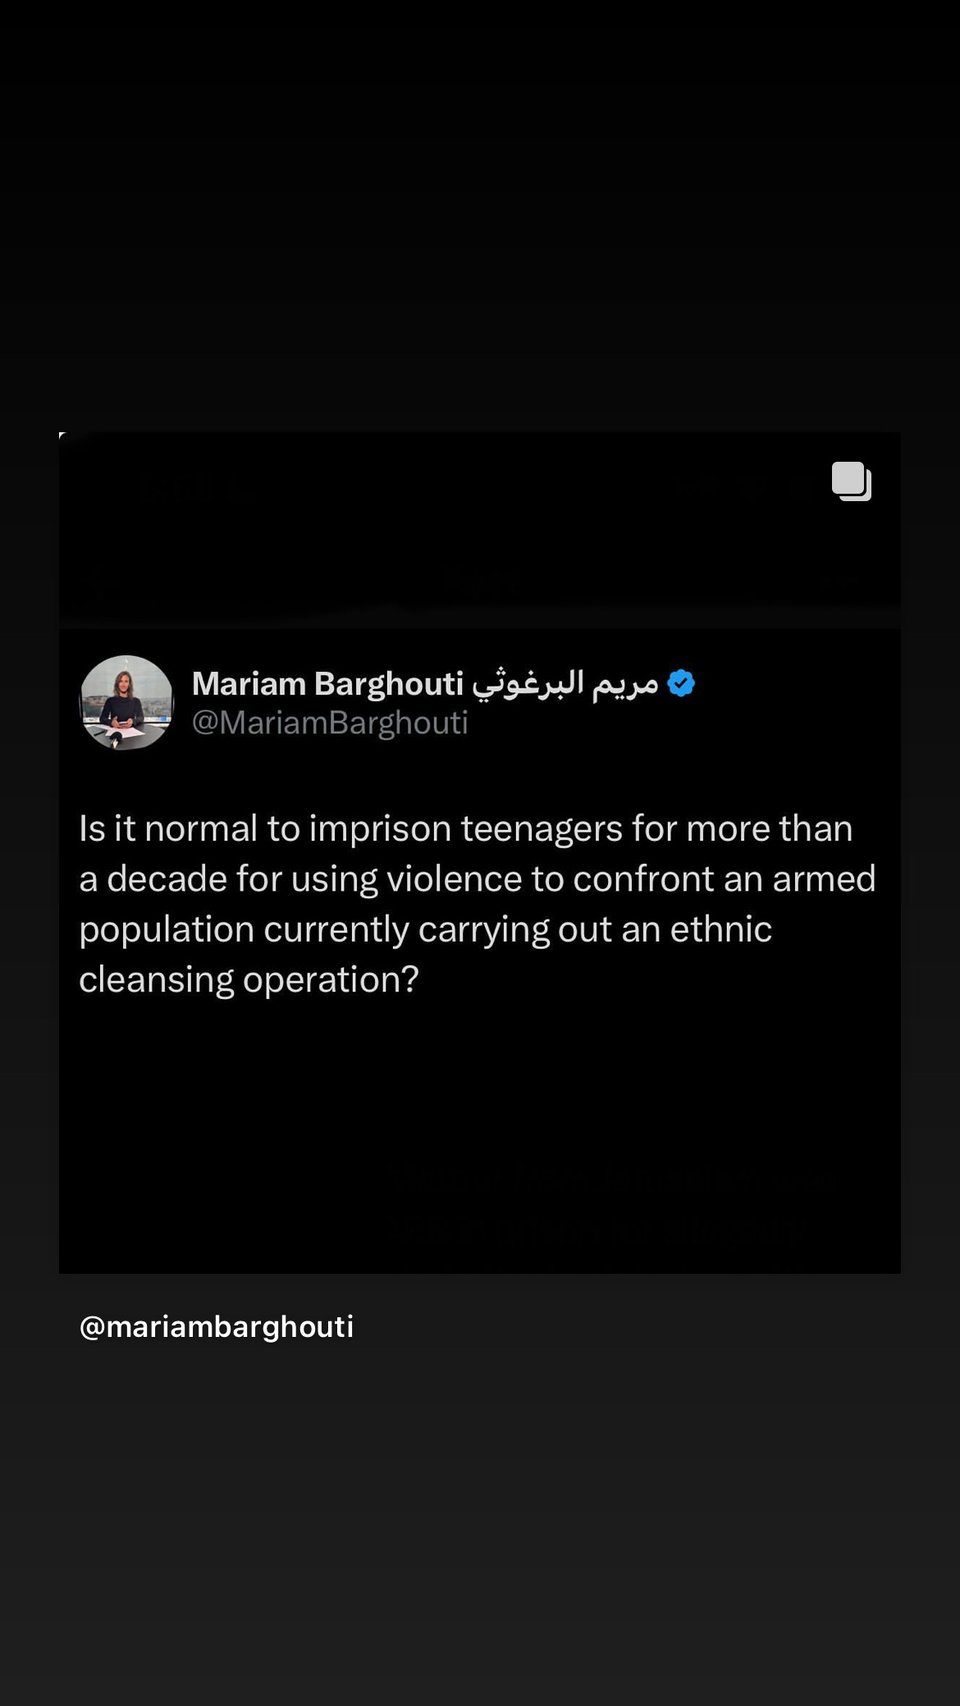 Mariam Barghouti مريم البرغوثي
@MariamBarghouti
Is it normal to imprison teenagers for more than
a decade for using violence to confront an armed
population currently carrying out an ethnic
cleansing operation?
@mariambarghouti